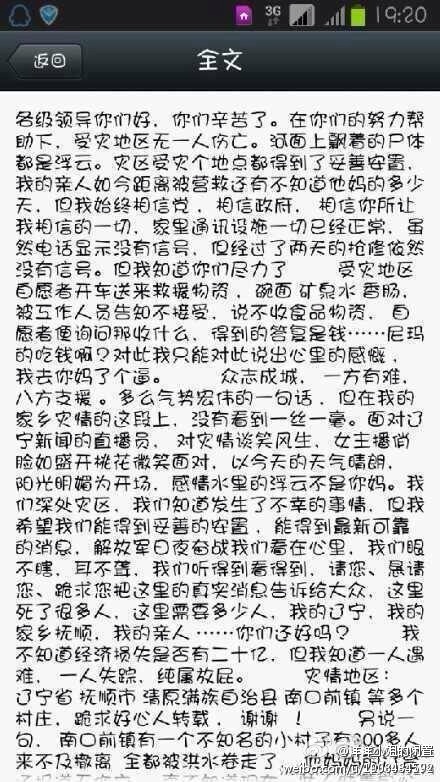 3G
19:20
返回
全文
各级领导你们好，你们辛苦了。在你们的努力帮
助下，受灾地区无一人伤亡。河面上飘着的尸体
都是浮云。灾区受灾个地点都得到了妥善安置，
我的亲人如今距离被营救还有不知道他妈的多少
天，但我始终相信党，相信政府，相信你所让
我相信的一切，家里通讯设施一切已经正常，虽
然电话显示没有信号，但经过了两天的抢修依然
没有信号。但我知道你们尽力了 受灾地区
自愿者开车送来救援物资，碗面 矿泉水 香肠，
被工作人员告知不接受，说不收食品物资，自
愿者便询问那收什么，得到的答复是钱……尼玛
的吃钱啊？对此我只能对此说出心里的感慨，
我去你妈了个逼。 众志成城，一方有难，
八方支援。多么气势宏伟的一句话，但在我的
家乡灾情的这段上，没有看到一丝一毫。面对辽
宁新闻的直播员，对灾情谈笑风生，女主播俏
脸如盛开桃花微笑面对，以今天的天气晴朗，
阳光明媚为开场，感情水里的浮云不是你妈。我
们深处灾区，我们知道发生了不幸的事情，但我
希望我们能得到妥善的安置，能得到最新可靠
的消息，解放军日夜奋战我们看在心里，我们眼
不瞎，耳不聋，我们听得到看得到，请您、恳请
您、跪求您把这里的真实消息告诉给大众，这里
死了很多人，这里需要多少人，我的辽宁，我的
家乡抚顺，我的亲人……你们还好吗？ 我
不知道经济损失是否有二十亿，但我知道一人遇
难，一人失踪，纯属放屁。 灾情地区：
辽宁省 抚顺市 清原满族自治县 南口前镇 等多个
村庄，跪求好心人转载，谢谢！ 另说一
句，南口前镇有一个不知名的小村子有800多人
来不及撤离 全都被洪水卷走了，他妈妈